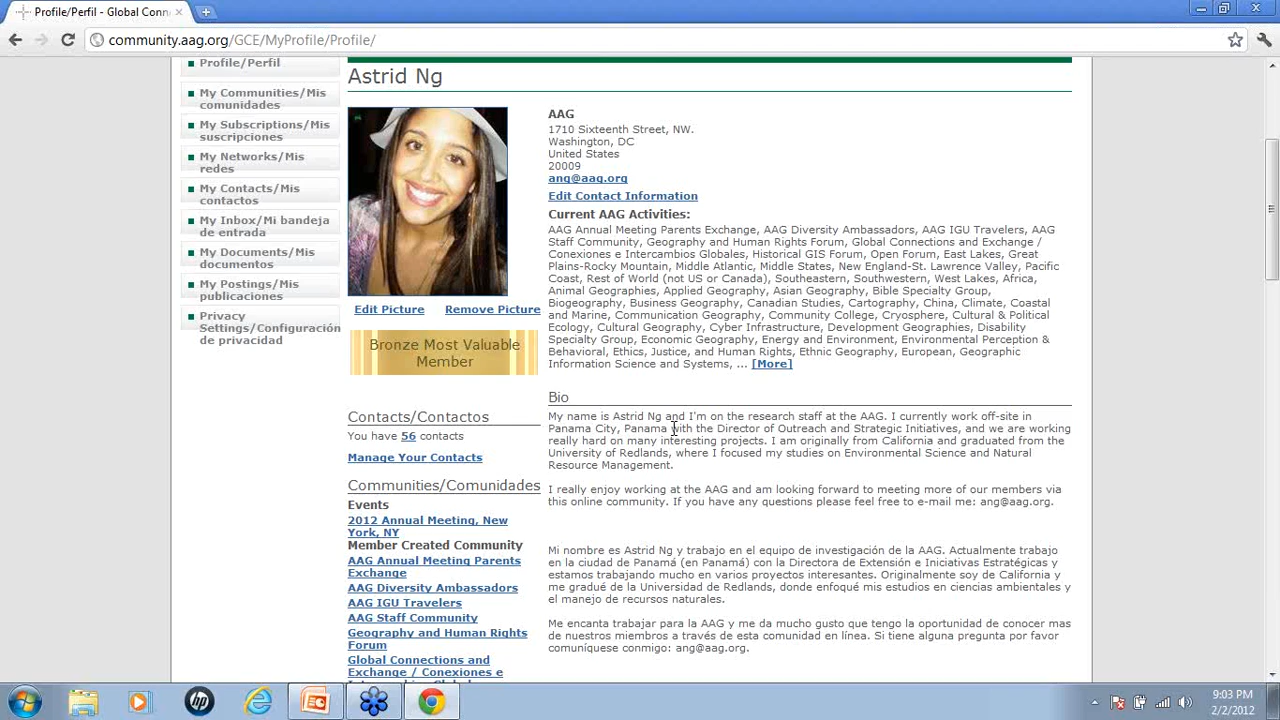 Profile/Perfil - Global Conn
community.aag.org/GCE/MyProfile/Profile/
Profile/Perfil
My Communities/Mis
comunidades
My Subscriptions/Mis
suscripciones
My Networks/Mis
redes
My Contacts/Mis
contactos
My Inbox/Mi bandeja
de entrada
My Documents/Mis
documentos
My Postings/Mis
publicaciones
Privacy
Settings/Configuración
de privacidad
Astrid Ng
Edit Picture Remove Picture
Bronze Most Valuable
Member
Contacts/Contactos
You have 56 contacts
Manage Your Contacts
Communities/Comunidades
Events
2012 Annual Meeting, New
York, NY
Member Created Community
AAG Annual Meeting Parents
Exchange
AAG Diversity Ambassadors
AAG IGU Travelers
AAG Staff Community
Geography and Human Rights
Forum
Global Connections and
Exchange / Conexiones e
AAG
1710 Sixteenth Street, NW.
Washington, DC
United States
20009
ang@aag.org
Edit Contact Information
Current AAG Activities:
AAG Annual Meeting Parents Exchange, AAG Diversity Ambassadors, AAG IGU Travelers, AAG
Staff Community, Geography and Human Rights Forum, Global Connections and Exchange /
Conexiones e Intercambios Globales, Historical GIS Forum, Open Forum, East Lakes, Great
Plains-Rocky Mountain, Middle Atlantic, Middle States, New England-St. Lawrence Valley, Pacific
Coast, Rest of World (not US or Canada), Southeastern, Southwestern, West Lakes, Africa,
Animal Geographies, Applied Geography, Asian Geography, Bible Specialty Group,
Biogeography, Business Geography, Canadian Studies, Cartography, China, Climate, Coastal
and Marine, Communication Geography, Community College, Cryosphere, Cultural & Political
Ecology, Cultural Geography, Cyber Infrastructure, Development Geographies, Disability
Specialty Group, Economic Geography, Energy and Environment, Environmental Perception &
Behavioral, Ethics, Justice, and Human Rights, Ethnic Geography, European, Geographic
Information Science and Systems, ... [More]
Bio
My name is Astrid Ng and I'm on the research staff at the AAG. I currently work off-site in
Panama City, Panama with the Director of Outreach and Strategic Initiatives, and we are working
really hard on many interesting projects. I am originally from California and graduated from the
University of Redlands, where I focused my studies on Environmental Science and Natural
Resource Management.
I really enjoy working at the AAG and am looking forward to meeting more of our members via
this online community. If you have any questions please feel free to e-mail me: ang@aag.org.
Mi nombre es Astrid Ng y trabajo en el equipo de investigación de la AAG. Actualmente trabajo
en la ciudad de Panamá (en Panamá) con la Directora de Extensión e Iniciativas Estratégicas y
estamos trabajando mucho en varios proyectos interesantes. Originalmente soy de California y
me gradué de la Universidad de Redlands, donde enfoqué mis estudios en ciencias ambientales y
el manejo de recursos naturales.
Me encanta trabajar para la AAG y me da mucho gusto que tengo la oportunidad de conocer mas
de nuestros miembros a través de esta comunidad en línea. Si tiene alguna pregunta por favor
comuníquese conmigo: ang@aag.org.
hp
9:03 PM
2/2/2012